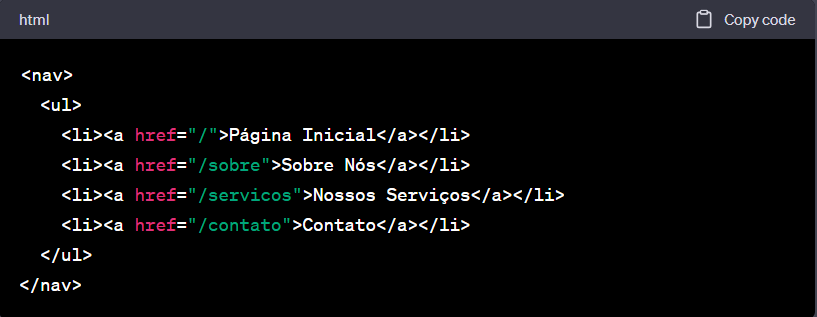 html
Copy code
<nav>
  <ul>
    <li><a href="/">Página Inicial</a></li>
    <li><a href="/sobre">Sobre Nós</a></li>
    <li><a href="/servicos">Nossos Serviços</a></li>
    <li><a href="/contato">Contato</a></li>
  </ul>
</nav>